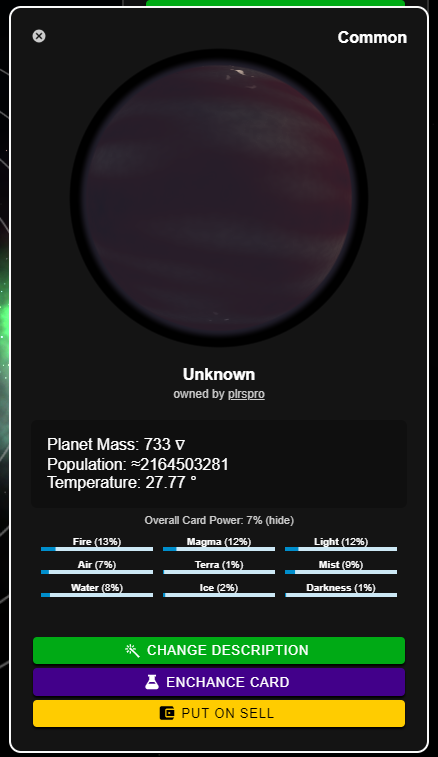 Common
Unknown
owned by plrspro
Planet Mass: 733 ∇
Population: ≈2164503281
Temperature: 27.77 °
Overall Card Power: 7% (hide)
Fire (13%) Magma (12%) Light (12%)
Air (7%) Terra (1%) Mist (9%)
Water (8%) Ice (2%) Darkness (1%)
CHANGE DESCRIPTION
ENCHANCE CARD
PUT ON SELL